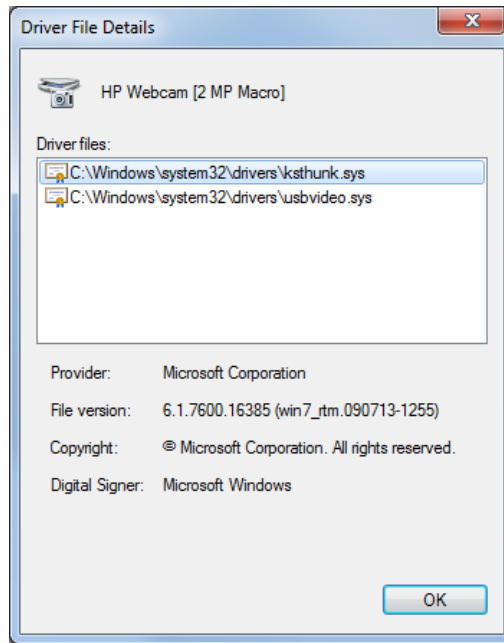 Driver File Details
HP Webcam [2 MP Macro]
Driver files:
C:\Windows\system32\drivers\ksthunk.sys
C:\Windows\system32\drivers\usbvideo.sys
Provider: Microsoft Corporation
File version: 6.1.7600.16385 (win7_rtm.090713-1255)
Copyright: © Microsoft Corporation. All rights reserved.
Digital Signer: Microsoft Windows
OK